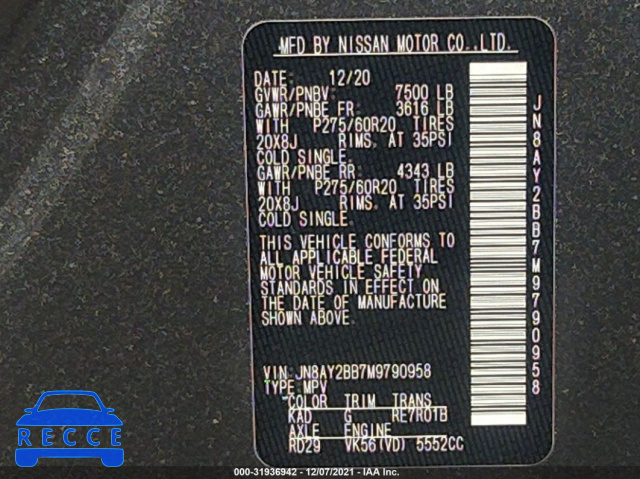 MFD BY NISSAN MOTOR CO.,LTD.
DATE: 12/20
GVWR/PNBV: 7500 LB
GAWR/PNBE FR: 3616 LB
WITH P275/60R20 TIRES
20X8J RIMS. AT 35PSI
COLD SINGLE.
GAWR/PNBE RR: 4343 LB
WITH P275/60R20 TIRES
20X8J RIMS. AT 35PSI
COLD SINGLE.
THIS VEHICLE CONFORMS TO
ALL APPLICABLE FEDERAL
MOTOR VEHICLE SAFETY
STANDARDS IN EFFECT ON
THE DATE OF MANUFACTURE
SHOWN ABOVE.
VIN:JN8AY2BB7M9790958
TYPE:MPV
COLOR TRIM TRANS
KAD G RE7R01B
AXLE ENGINE
RD29 VK56(VD) 5552CC
JN8AY2BB7M9790958
RECCE
000-31936942 - 12/07/2021 - IAA Inc.